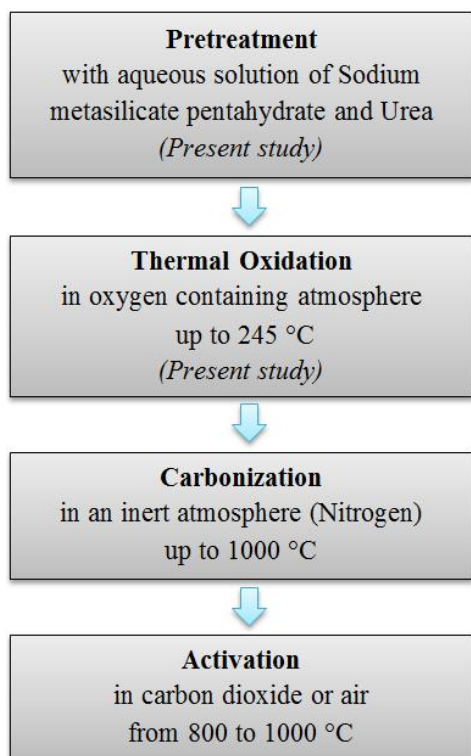 Pretreatment
with aqueous solution of Sodium
metasilicate pentahydrate and Urea
(Present study)
Thermal Oxidation
in oxygen containing atmosphere
up to 245 °C
(Present study)
Carbonization
in an inert atmosphere (Nitrogen)
up to 1000 °C
Activation
in carbon dioxide or air
from 800 to 1000 °C